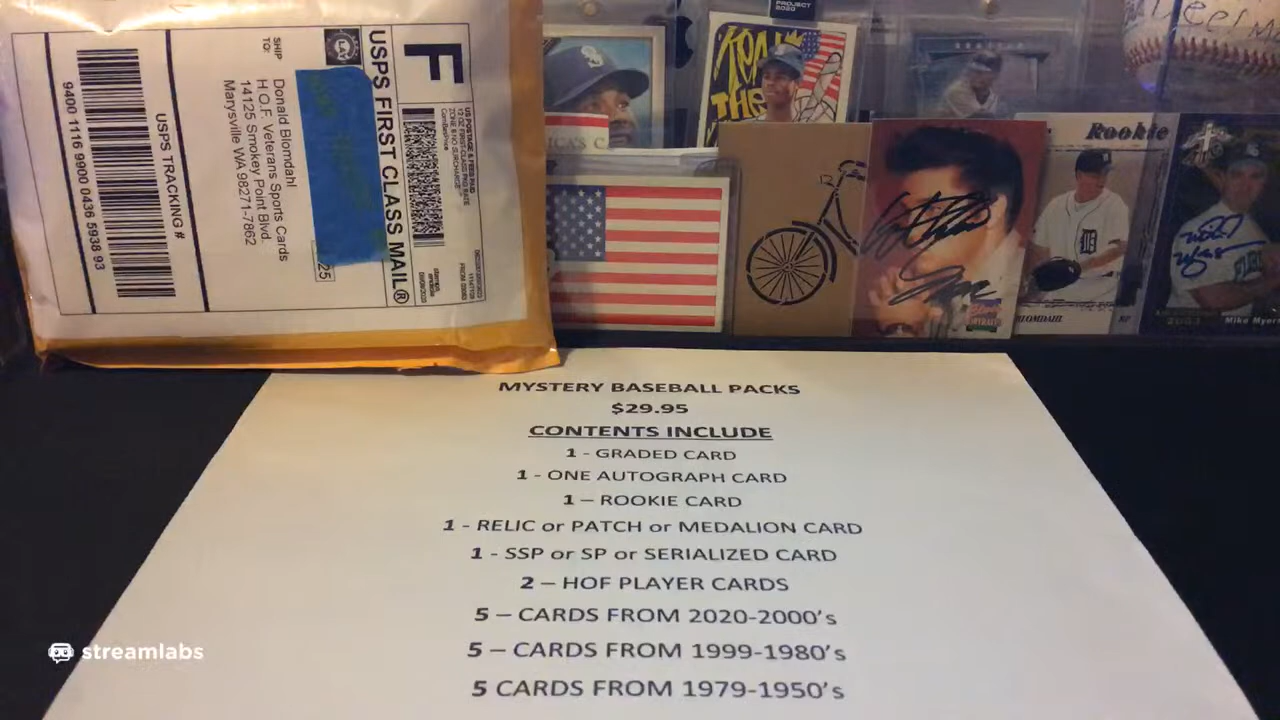 F
USPS FIRST CLASS MAIL®
SHIP
TO:
Donald Blomdahl
H.O.F. Veterans Sports Cards
14125 Smokey Point Blvd.
Marysville WA 98271-7862
USPS TRACKING #
9400 1116 9900 0436 5938 93
25
PROJECT
2020
Rookie
BLOMDAHL
Mike Myers
MYSTERY BASEBALL PACKS
$29.95
CONTENTS INCLUDE
1 - GRADED CARD
1 - ONE AUTOGRAPH CARD
1 – ROOKIE CARD
1 - RELIC or PATCH or MEDALION CARD
1 - SSP or SP or SERIALIZED CARD
2 – HOF PLAYER CARDS
5 – CARDS FROM 2020-2000's
5 – CARDS FROM 1999-1980's
5 CARDS FROM 1979-1950's
streamlabs